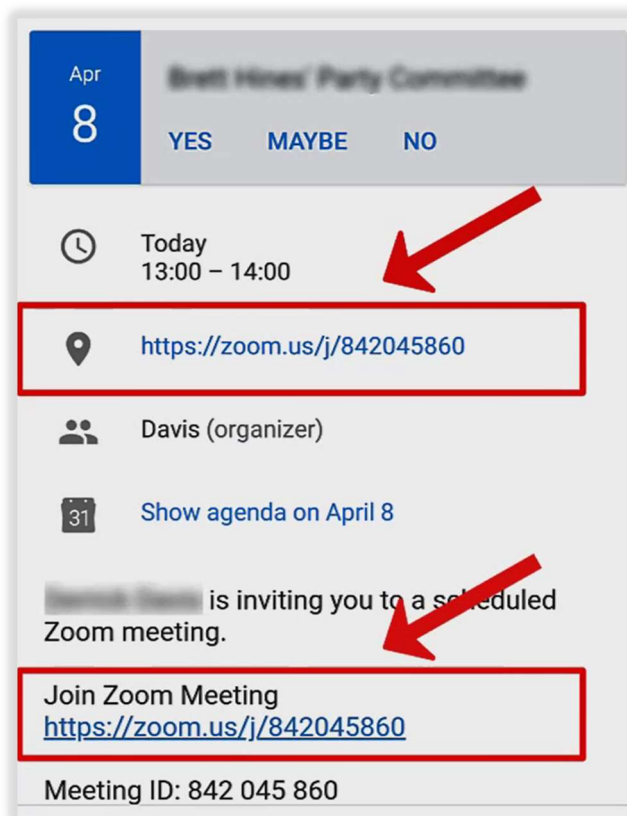 Apr
8
YES MAYBE NO
Today
13:00 – 14:00
https://zoom.us/j/842045860
Davis (organizer)
31
Show agenda on April 8
is inviting you to a scheduled
Zoom meeting.
Join Zoom Meeting
https://zoom.us/j/842045860
Meeting ID: 842 045 860